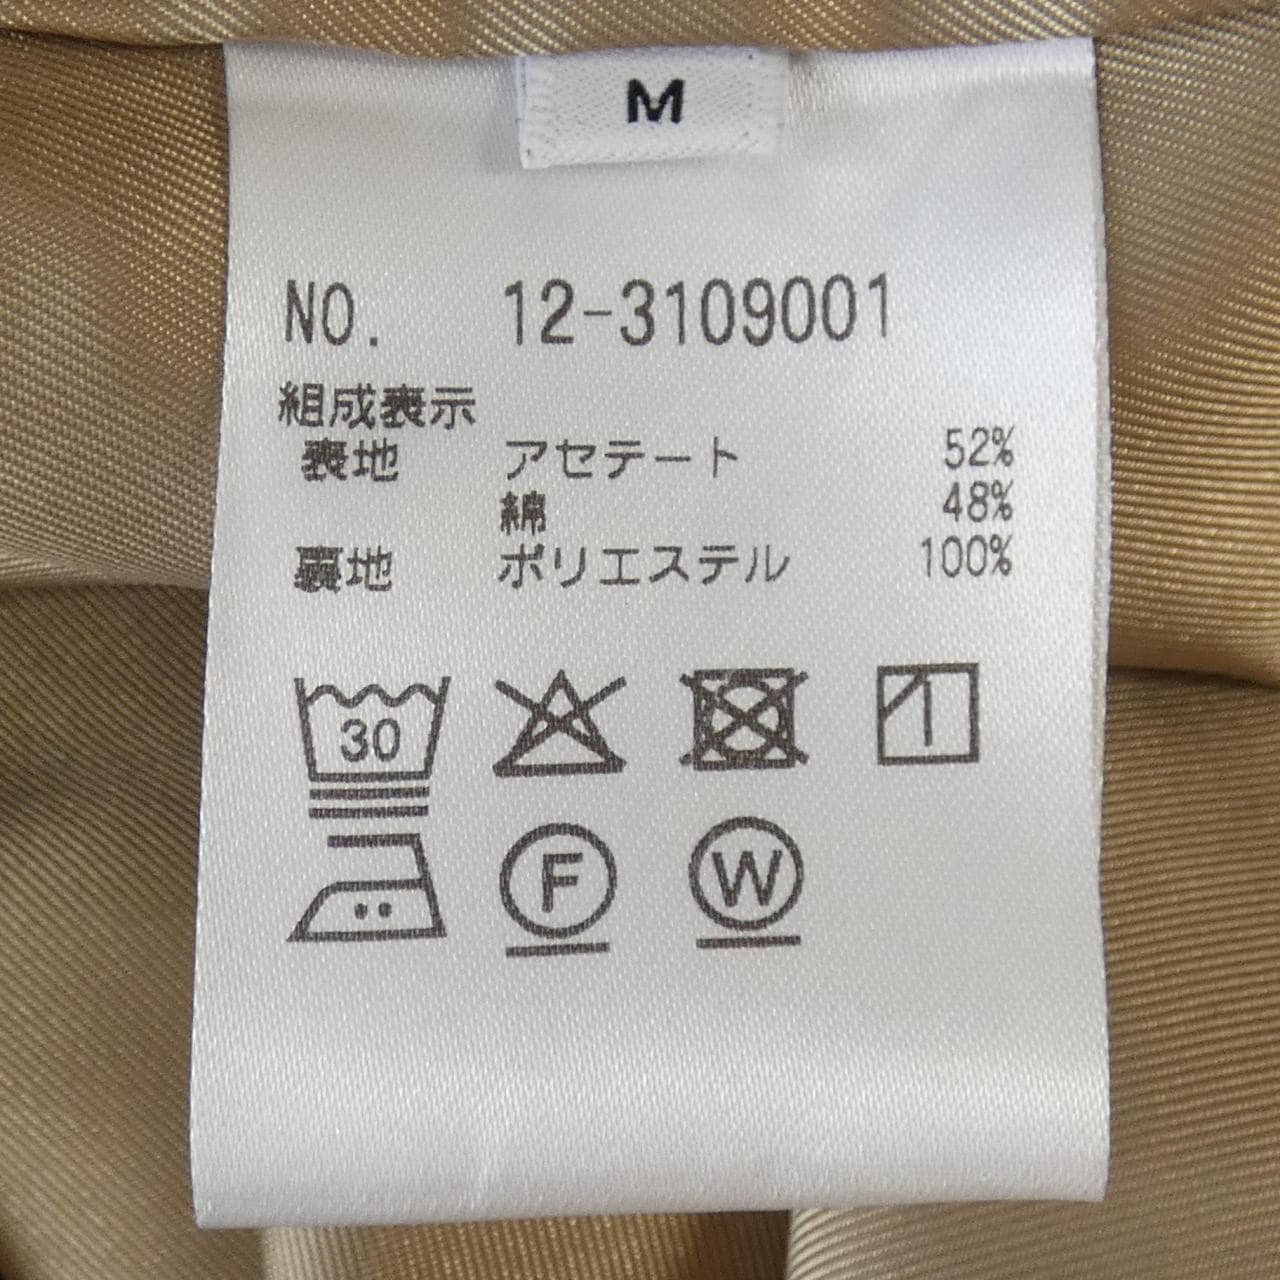 M
NO. 12-3109001
組成表示
表地 アセテート 52%
綿 48%
裏地 ポリエステル 100%
30
F W